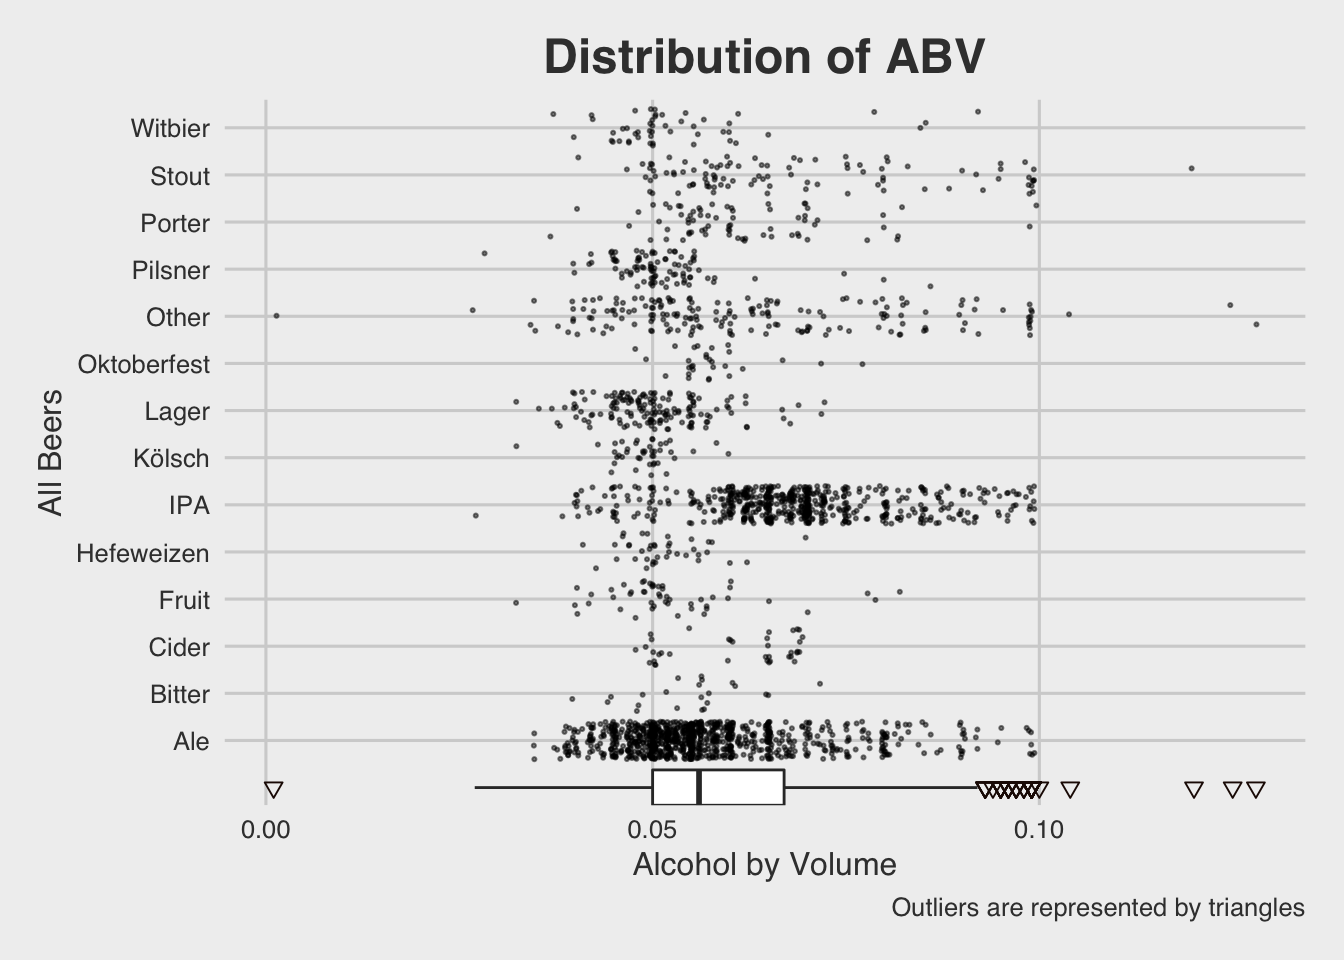 Distribution of ABV
All Beers
Witbier
Stout
Porter
Pilsner
Other
Oktoberfest
Lager
Kölsch
IPA
Hefeweizen
Fruit
Cider
Bitter
Ale
0.00 0.05 0.10
Alcohol by Volume
Outliers are represented by triangles